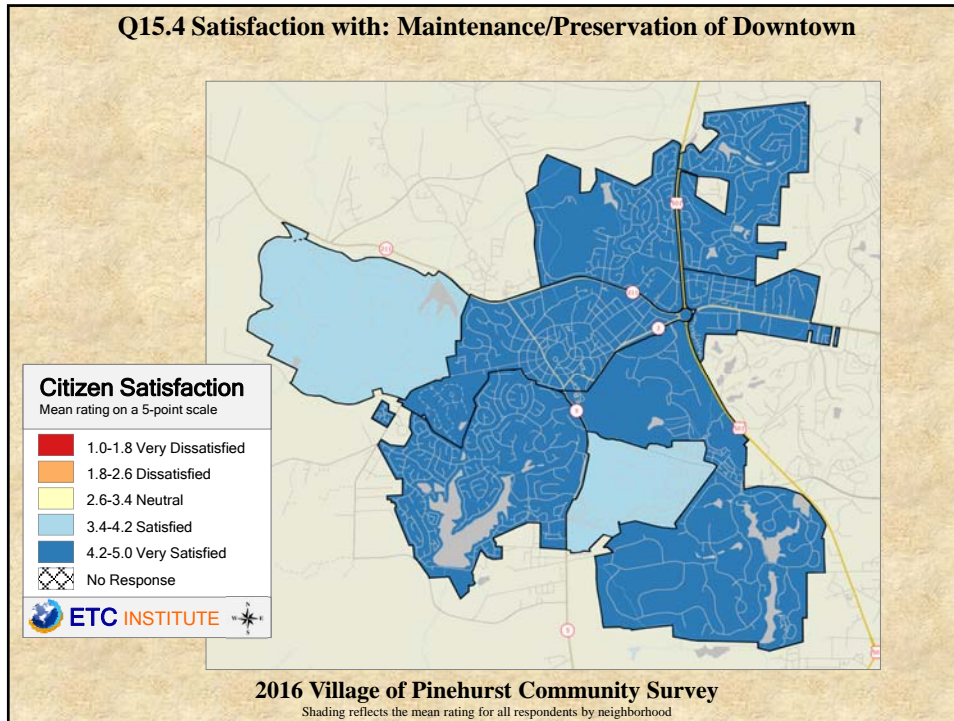 Q15.4 Satisfaction with: Maintenance/Preservation of Downtown
Citizen Satisfaction
Mean rating on a 5-point scale
1.0-1.8 Very Dissatisfied
1.8-2.6 Dissatisfied
2.6-3.4 Neutral
3.4-4.2 Satisfied
4.2-5.0 Very Satisfied
No Response
ETC INSTITUTE
N
W E
S
211
5
5
2016 Village of Pinehurst Community Survey
Shading reflects the mean rating for all respondents by neighborhood